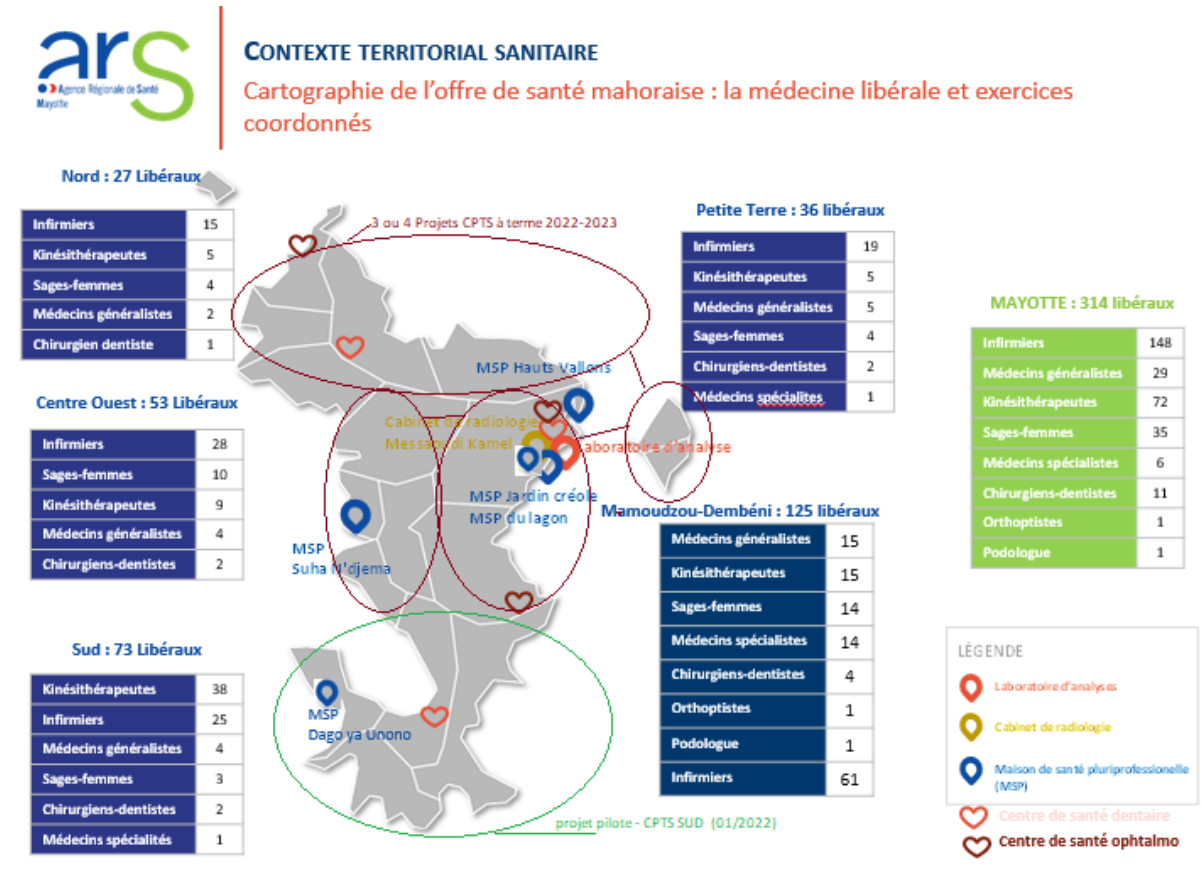 ars
Agence Régionale de Santé
Mayotte
CONTEXTE TERRITORIAL SANITAIRE
Cartographie de l'offre de santé mahoraise : la médecine libérale et exercices
coordonnés
Nord : 27 Libéraux
Infirmiers 15
Kinésithérapeutes 5
Sages-femmes 4
Médecins généralistes 2
Chirurgien dentiste 1
3 ou 4 Projets CPTS à terme 2022-2023
Petite Terre : 36 libéraux
Infirmiers 19
Kinésithérapeutes 5
Médecins généralistes 5
Sages-femmes 4
Chirurgiens-dentistes 2
Médecins spécialites 1
MAYOTTE : 314 libéraux
Infirmiers 148
Médecins généralistes 29
Kinésithérapeutes 72
Sages-femmes 35
Médecins spécialistes 6
Chirurgiens-dentistes 11
Orthoptistes 1
Podologue 1
Centre Ouest : 53 Libéraux
Infirmiers 28
Sages-femmes 10
Kinésithérapeutes 9
Médecins généralistes 4
Chirurgiens-dentistes 2
MSP Hauts Vallons
Cabinet de radiologie
Messaoudi Kamel
Laboratoire d'analyse
MSP Jardin créole
MSP du lagon
MSP
Suha N'djema
Mamoudzou-Dembéni : 125 libéraux
Médecins généralistes 15
Kinésithérapeutes 15
Sages-femmes 14
Médecins spécialistes 14
Chirurgiens-dentistes 4
Orthoptistes 1
Podologue 1
Infirmiers 61
Sud : 73 Libéraux
Kinésithérapeutes 38
Infirmiers 25
Médecins généralistes 4
Sages-femmes 3
Chirurgiens-dentistes 2
Médecins spécialités 1
MSP
Dago ya Unono
projet pilote - CPTS SUD (01/2022)
LÉGENDE
Laboratoire d'analyses
Cabinet de radiologie
Maison de santé pluriprofessionelle
(MSP)
Centre de santé dentaire
Centre de santé ophtalmo